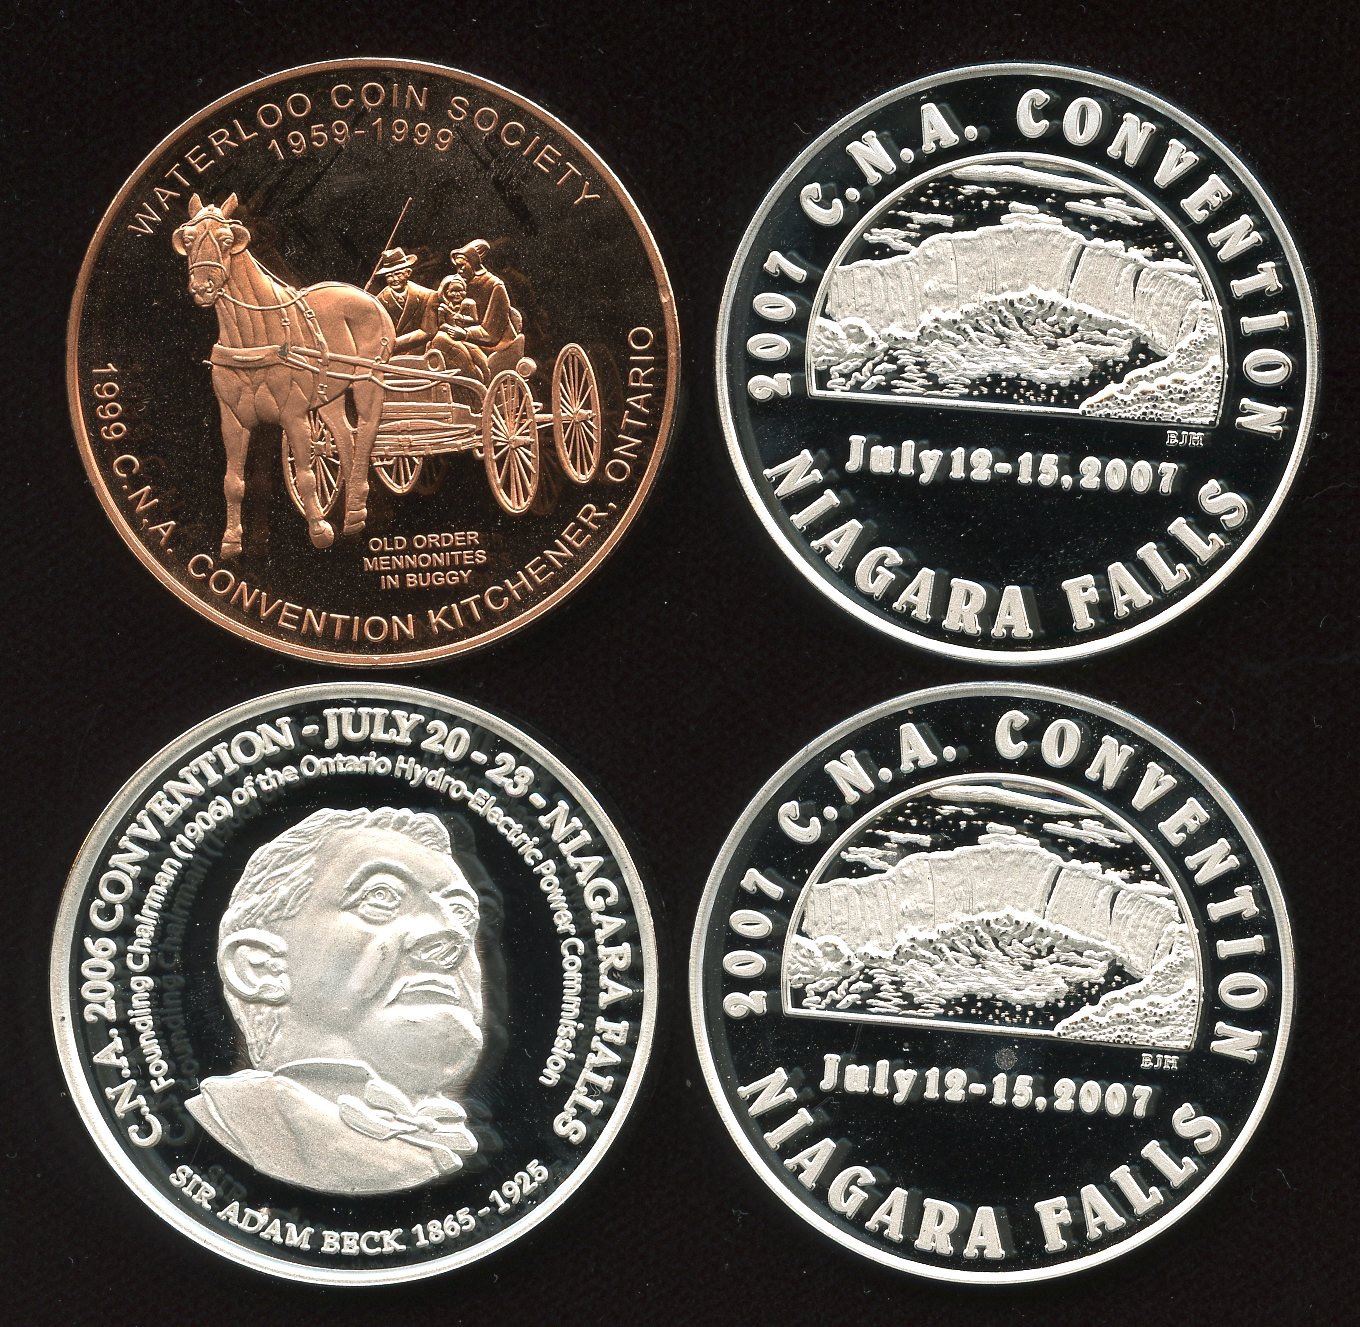 WATERLOO COIN SOCIETY
1959-1999
OLD ORDER
MENNONITES
IN BUGGY
1999 C.N.A. CONVENTION KITCHENER, ONTARIO
2007 C.N.A. CONVENTION
EJH
July 12-15, 2007
NIAGARA FALLS
C.N.A. 2006 CONVENTION - JULY 20 - 23 - NIAGARA FALLS
Founding Chairman (1906) of the Ontario Hydro-Electric Power Commission
SIR ADAM BECK 1865 - 1925
2007 C.N.A. CONVENTION
EJH
July 12-15, 2007
NIAGARA FALLS